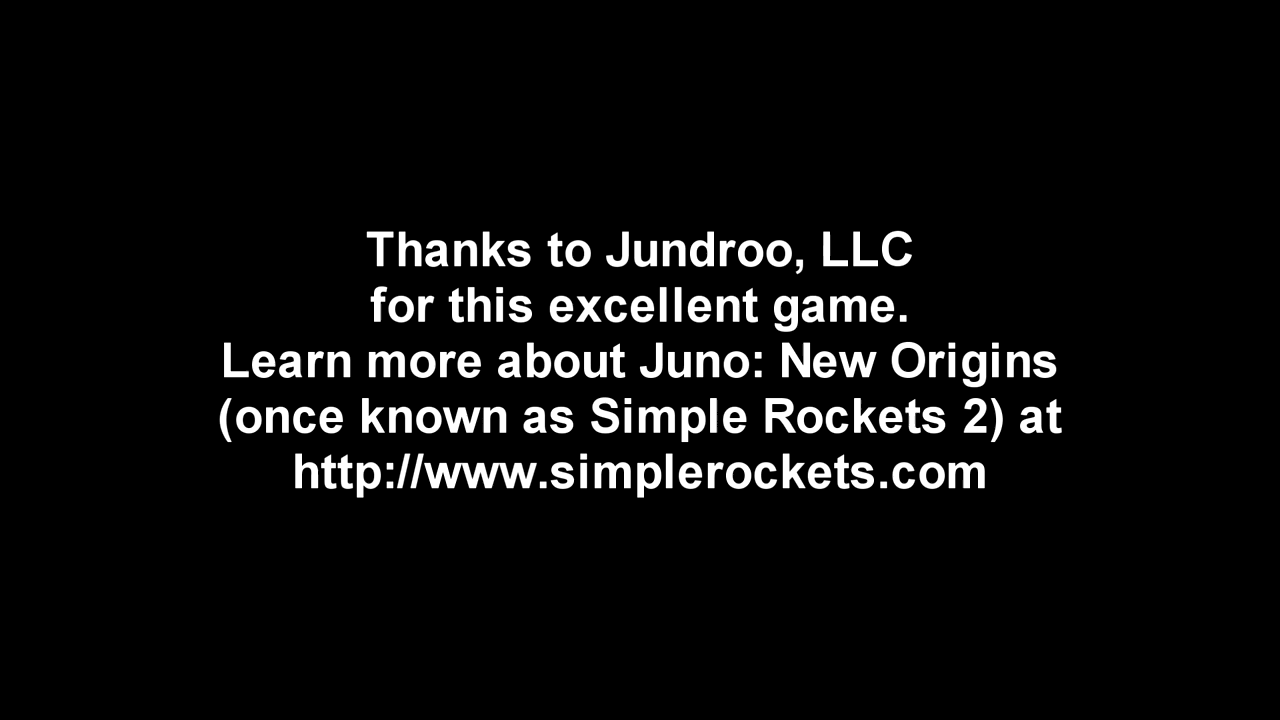 Thanks to Jundroo, LLC
for this excellent game.
Learn more about Juno: New Origins
(once known as Simple Rockets 2) at
http://www.simplerockets.com